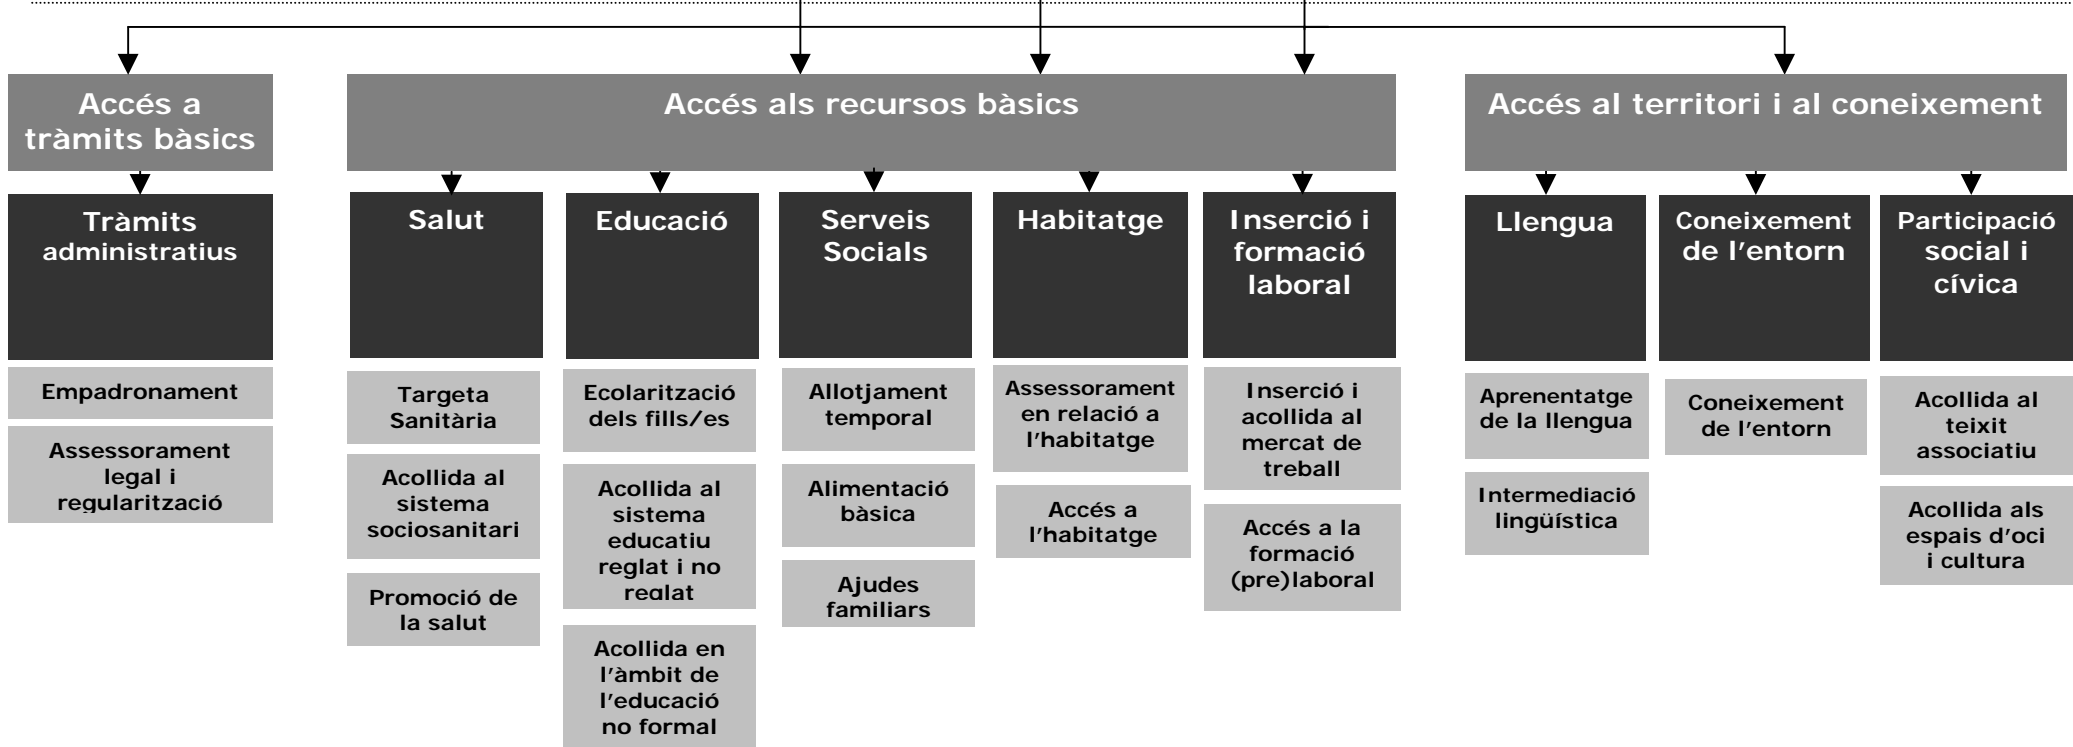 Accés a
tràmits bàsics
Accés als recursos bàsics
Accés al territori i al coneixement
Tràmits
administratius
Salut
Educació
Serveis
Socials
Habitatge
Inserció i
formació
laboral
Llengua
Coneixement
de l'entorn
Participació
social i
cívica
Empadronament
Assessorament
legal i
regularització
Targeta
Sanitària
Acollida al
sistema
sociosanitari
Promoció de
la salut
Ecolarització
dels fills/es
Acollida al
sistema
educatiu
reglat i no
reglat
Acollida en
l'àmbit de
l'educació
no formal
Allotjament
temporal
Alimentació
bàsica
Ajudes
familiars
Assessorament
en relació a
l'habitatge
Accés a
l'habitatge
Inserció i
acollida al
mercat de
treball
Accés a la
formació
(pre)laboral
Aprenentatge
de la llengua
Intermediació
lingüística
Coneixement
de l'entorn
Acollida al
teixit
associatiu
Acollida als
espais d'oci
i cultura